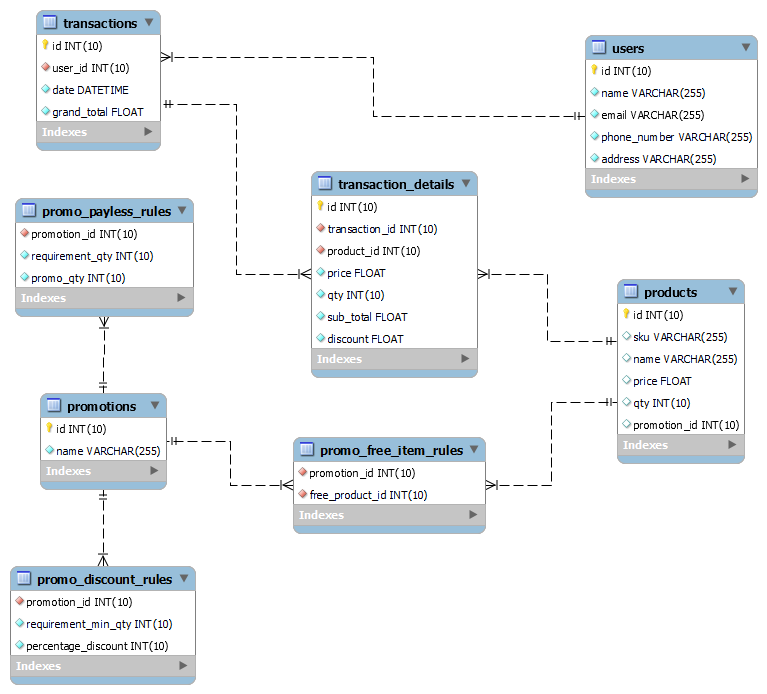 transactions
id INT(10)
user_id INT(10)
date DATETIME
grand_total FLOAT
Indexes
users
id INT(10)
name VARCHAR(255)
email VARCHAR(255)
phone_number VARCHAR(255)
address VARCHAR(255)
Indexes
transaction_details
id INT(10)
transaction_id INT(10)
product_id INT(10)
price FLOAT
qty INT(10)
sub_total FLOAT
discount FLOAT
Indexes
promo_payless_rules
promotion_id INT(10)
requirement_qty INT(10)
promo_qty INT(10)
Indexes
products
id INT(10)
sku VARCHAR(255)
name VARCHAR(255)
price FLOAT
qty INT(10)
promotion_id INT(10)
Indexes
promotions
id INT(10)
name VARCHAR(255)
Indexes
promo_free_item_rules
promotion_id INT(10)
free_product_id INT(10)
Indexes
promo_discount_rules
promotion_id INT(10)
requirement_min_qty INT(10)
percentage_discount INT(10)
Indexes